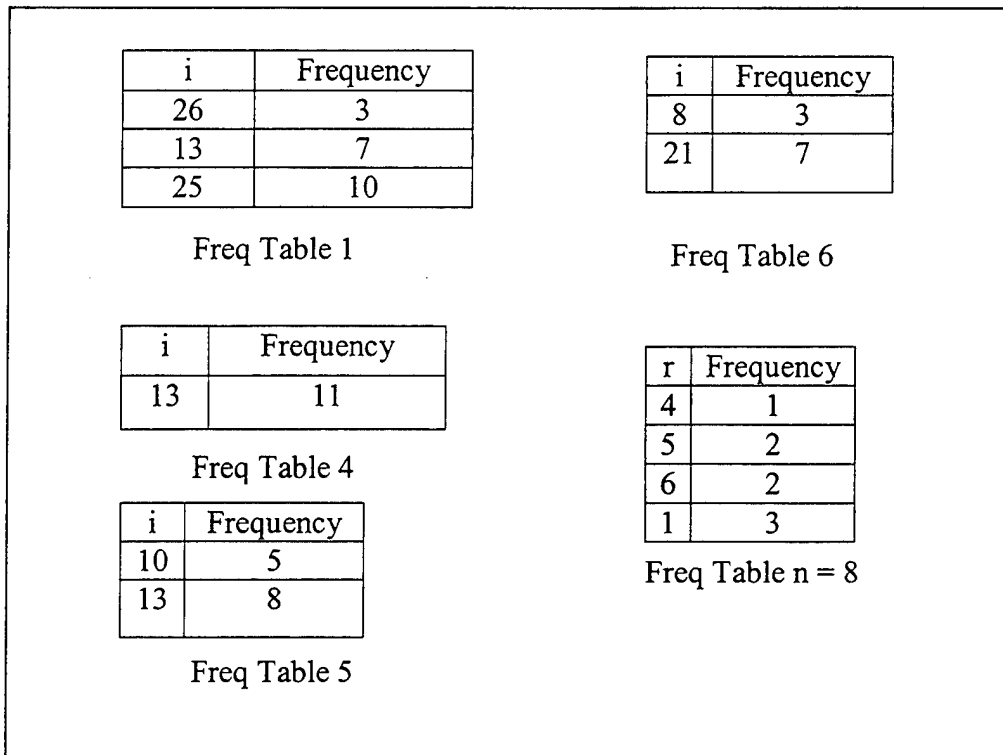 i Frequency
26 3
13 7
25 10
Freq Table 1
i Frequency
13 11
Freq Table 4
i Frequency
10 5
13 8
Freq Table 5
i Frequency
8 3
21 7
Freq Table 6
r Frequency
4 1
5 2
6 2
1 3
Freq Table n = 8